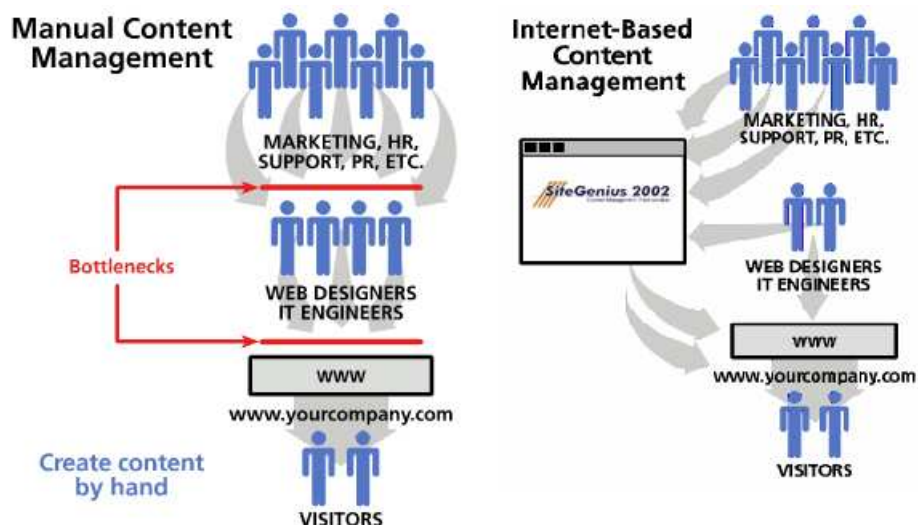 Manual Content
Management
MARKETING, HR,
SUPPORT, PR, ETC.
Bottlenecks
WEB DESIGNERS
IT ENGINEERS
www
www.yourcompany.com
Create content
by hand
VISITORS
Internet-Based
Content
Management
MARKETING, HR,
SUPPORT, PR, ETC.
SiteGenius 2002
WEB DESIGNERS
IT ENGINEERS
www
www.yourcompany.com
VISITORS